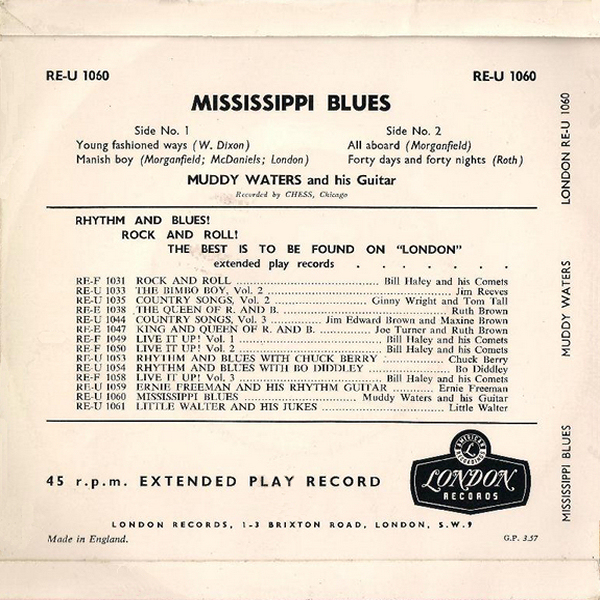 RE-U 1060 RE-U 1060
MISSISSIPPI BLUES
Side No. 1 Side No. 2
Young fashioned ways (W. Dixon) All aboard (Morganfield)
Manish boy (Morganfield; McDaniels; London) Forty days and forty nights (Roth)
MUDDY WATERS and his Guitar
Recorded by CHESS, Chicago
RHYTHM AND BLUES!
ROCK AND ROLL!
THE BEST IS TO BE FOUND ON "LONDON"
extended play records . . . . . . .
RE-F 1031 ROCK AND ROLL ........ Bill Haley and his Comets
RE-U 1033 THE BIMBO BOY, Vol. 2 ........ Jim Reeves
RE-U 1035 COUNTRY SONGS, Vol. 2 ........ Ginny Wright and Tom Tall
RE-E 1038 THE QUEEN OF R. AND B. ........ Ruth Brown
RE-U 1044 COUNTRY SONGS, Vol. 3 ........ Jim Edward Brown and Maxine Brown
RE-E 1047 KING AND QUEEN OF R. AND B. ........ Joe Turner and Ruth Brown
RE-F 1049 LIVE IT UP! Vol. 1 ........ Bill Haley and his Comets
RE-F 1050 LIVE IT UP! Vol. 2 ........ Bill Haley and his Comets
RE-U 1053 RHYTHM AND BLUES WITH CHUCK BERRY ........ Chuck Berry
RE-U 1054 RHYTHM AND BLUES WITH BO DIDDLEY ........ Bo Diddley
RE-F 1058 LIVE IT UP! Vol. 3 ........ Bill Haley and his Comets
RE-U 1059 ERNIE FREEMAN AND HIS RHYTHM GUITAR ........ Ernie Freeman
RE-U 1060 MISSISSIPPI BLUES ........ Muddy Waters and his Guitar
RE-U 1061 LITTLE WALTER AND HIS JUKES ........ Little Walter
45 r.p.m. EXTENDED PLAY RECORD
AMERICAN
L
RECORDINGS
LONDON
RECORDS
LONDON RECORDS, 1-3 BRIXTON ROAD, LONDON, S.W.9
Made in England. G.P. 3.57
MISSISSIPPI BLUES MUDDY WATERS LONDON RE-U 1060